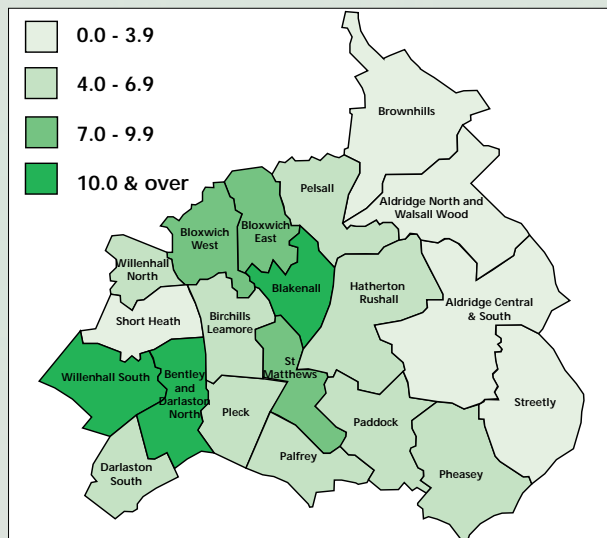 0.0 - 3.9
4.0 - 6.9
7.0 - 9.9
10.0 & over
Brownhills
Pelsall
Aldridge North and
Walsall Wood
Bloxwich
West
Bloxwich
East
Willenhall
North
Blakenall
Hatherton
Rushall
Aldridge Central
& South
Short Heath
Birchills
Leamore
St
Matthews
Willenhall South
Bentley
and
Darlaston
North
Pleck
Paddock
Streetly
Palfrey
Darlaston
South
Pheasey